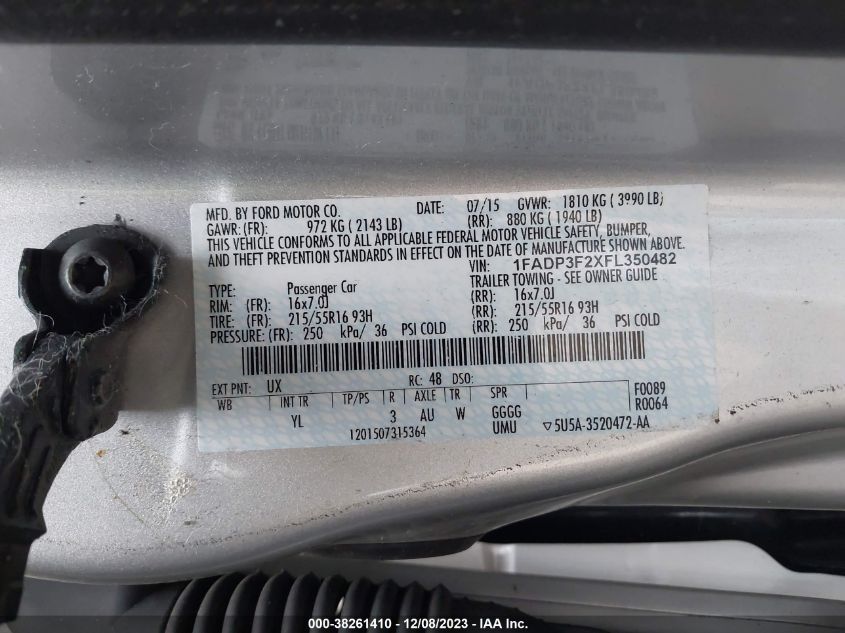 MFD. BY FORD MOTOR CO. DATE: 07/15 GVWR: 1810 KG ( 3990 LB)
GAWR: (FR): 972 KG ( 2143 LB) (RR): 880 KG ( 1940 LB)
THIS VEHICLE CONFORMS TO ALL APPLICABLE FEDERAL MOTOR VEHICLE SAFETY, BUMPER,
AND THEFT PREVENTION STANDARDS IN EFFECT ON THE DATE OF MANUFACTURE SHOWN ABOVE.
VIN: 1FADP3F2XFL350482
TYPE: Passenger Car TRAILER TOWING - SEE OWNER GUIDE
RIM: (FR): 16x7.0J (RR): 16x7.0J
TIRE: (FR): 215/55R16 93H (RR): 215/55R16 93H
PRESSURE: (FR): 250 kPa/ 36 PSI COLD (RR): 250 kPa/ 36 PSI COLD
EXT PNT: UX RC: 48 DSO: F0089
WB INT TR TP/PS R AXLE TR SPR R0064
YL 3 AU W GGGG
1201507315364 UMU ▽5U5A-3520472-AA
000-38261410 - 12/08/2023 - IAA Inc.